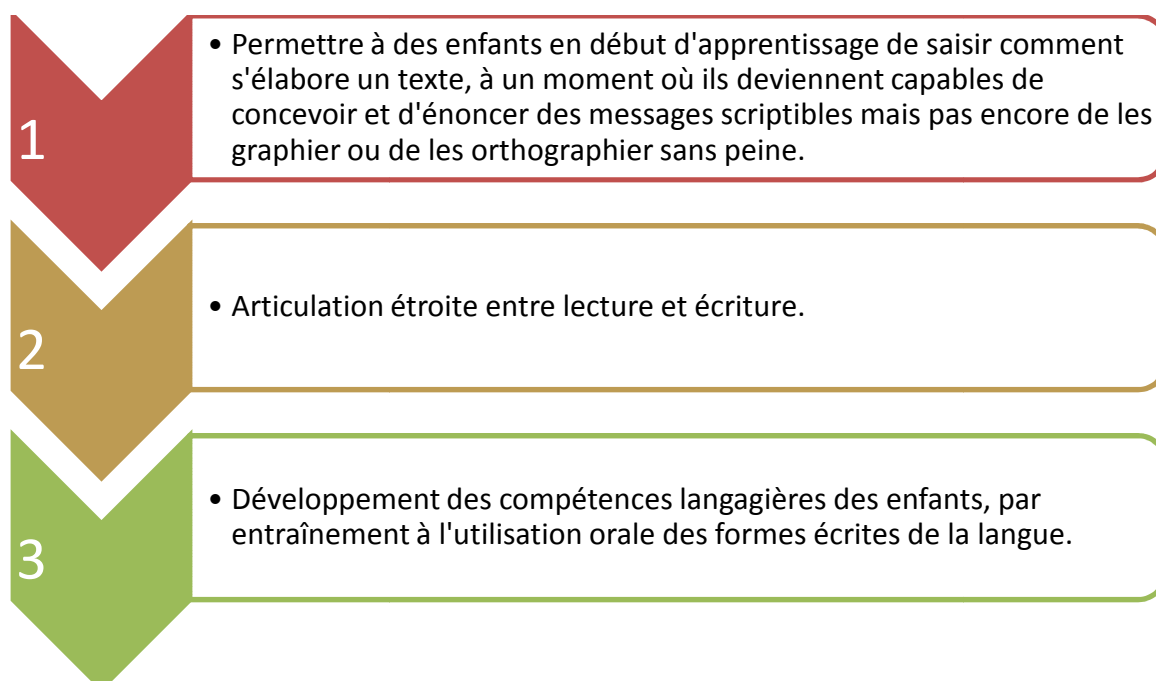 1
• Permettre à des enfants en début d'apprentissage de saisir comment
s'élabore un texte, à un moment où ils deviennent capables de
concevoir et d'énoncer des messages scriptibles mais pas encore de les
graphier ou de les orthographier sans peine.
2
• Articulation étroite entre lecture et écriture.
3
• Développement des compétences langagières des enfants, par
entraînement à l'utilisation orale des formes écrites de la langue.